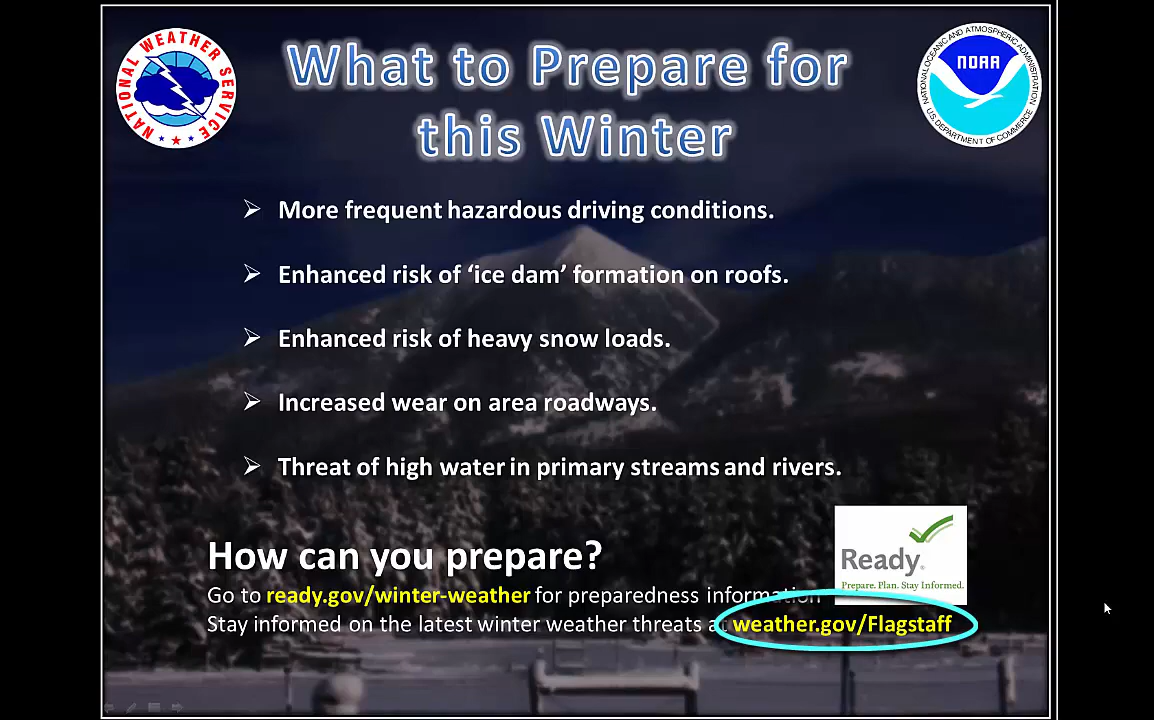 NATIONAL WEATHER SERVICE
NATIONAL OCEANIC AND ATMOSPHERIC ADMINISTRATION
U.S. DEPARTMENT OF COMMERCE
NOAA
What to Prepare for
this Winter
More frequent hazardous driving conditions.
Enhanced risk of ‘ice dam’ formation on roofs.
Enhanced risk of heavy snow loads.
Increased wear on area roadways.
Threat of high water in primary streams and rivers.
How can you prepare?
Ready.
Prepare. Plan. Stay Informed.
Go to ready.gov/winter-weather for preparedness information
Stay informed on the latest winter weather threats at weather.gov/Flagstaff